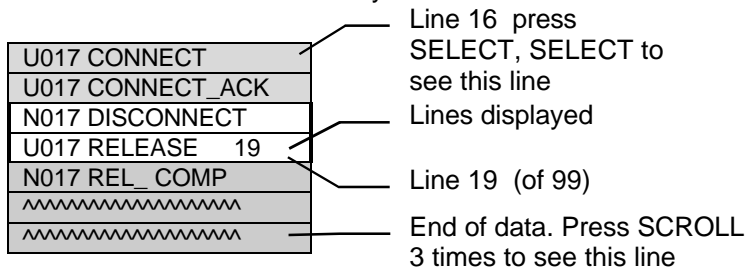 Line 16 press
SELECT, SELECT to
see this line
U017 CONNECT
U017 CONNECT_ACK
N017 DISCONNECT
U017 RELEASE 19
N017 REL_ COMP
^^^^^^^^^^^^^^^^^^^^
^^^^^^^^^^^^^^^^^^^^
Lines displayed
Line 19 (of 99)
End of data. Press SCROLL
3 times to see this line